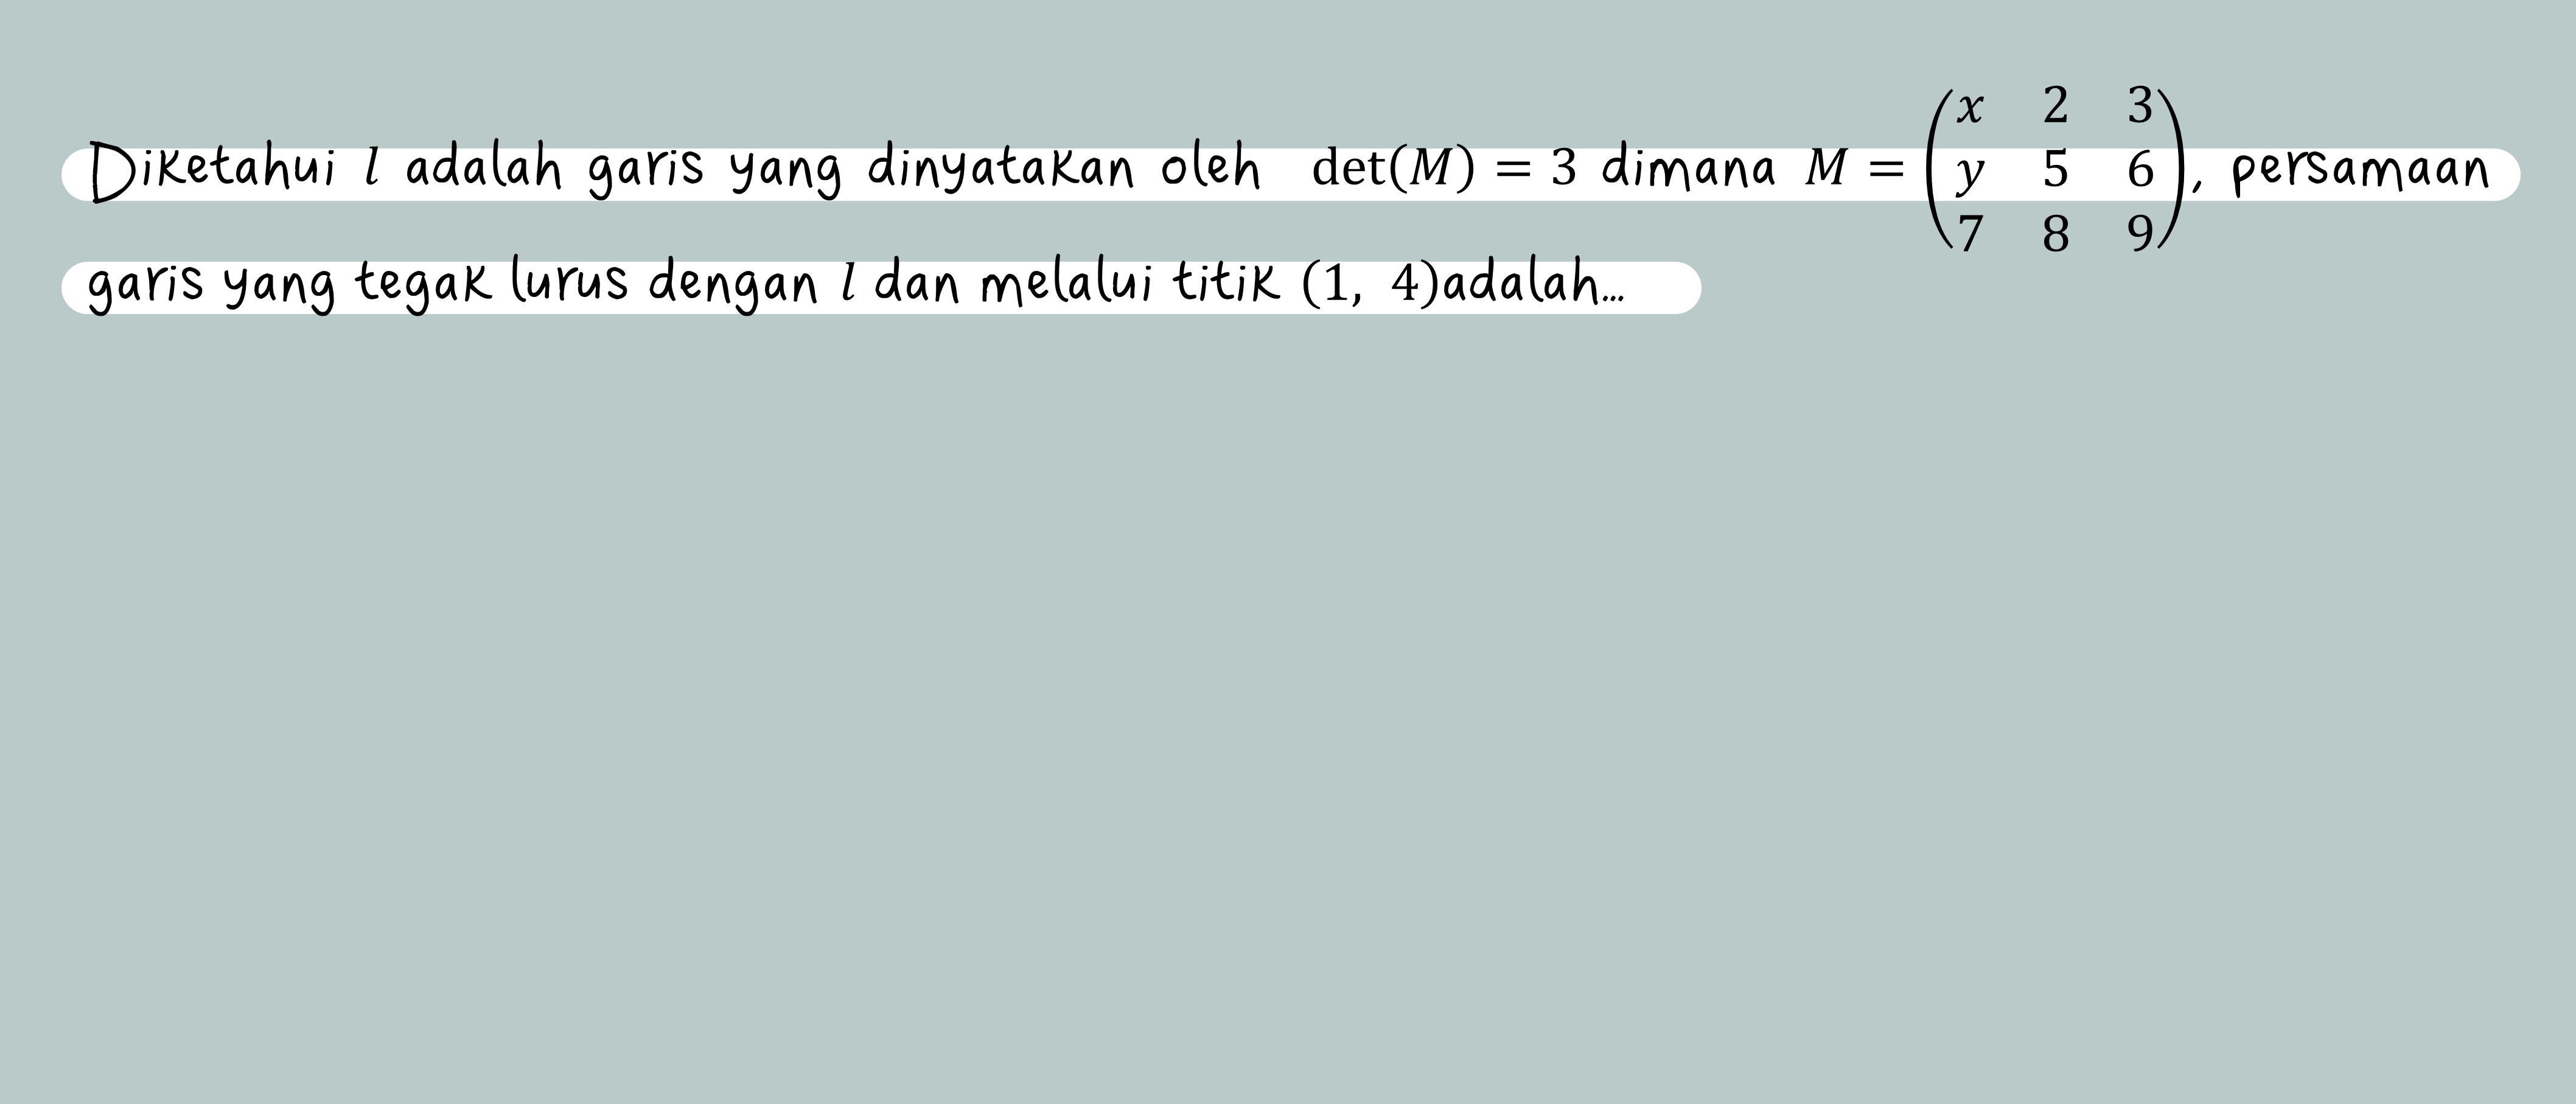 Diketahui l adalah garis yang dinyatakan oleh det(M) = 3 dimana M = \begin{pmatrix} x & 2 & 3 \\ y & 5 & 6 \\ 7 & 8 & 9 \end{pmatrix}, persamaan
garis yang tegak lurus dengan l dan melalui titik (1, 4)adalah...